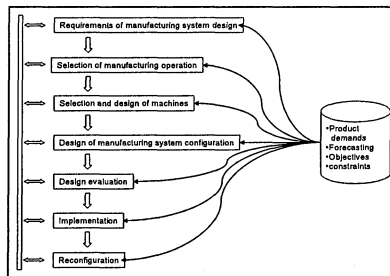 Requirements of manufacturing system design
Selection of manufacturing operation
Selection and design of machines
Design of manufacturing system configuration
Design evaluation
Implementation
Reconfiguration
•Product
demands
•Forecasting
•Objectives
•constraints